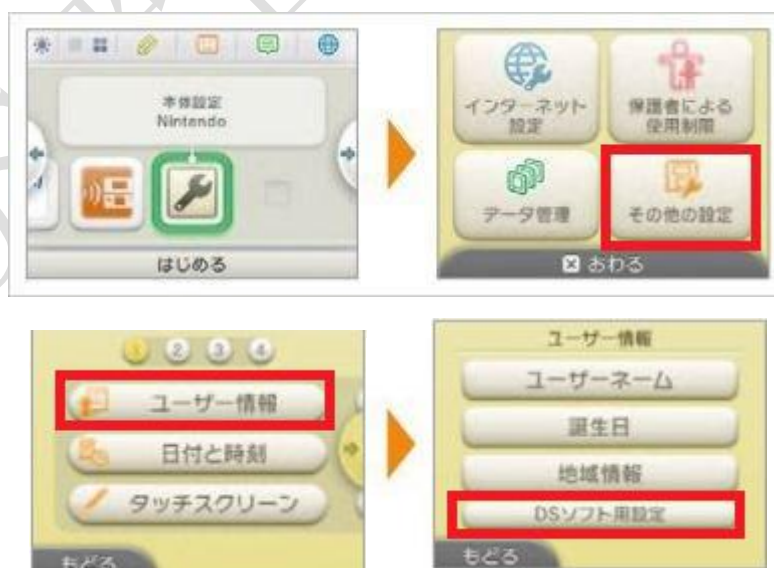 本体設定
Nintendo
はじめる
インターネット
設定
保護者による
使用制限
データ管理
その他の設定
おわる
1 2 3 4
ユーザー情報
日付と時刻
タッチスクリーン
もどる
ユーザー情報
ユーザーネーム
誕生日
地域情報
DSソフト用設定
もどる